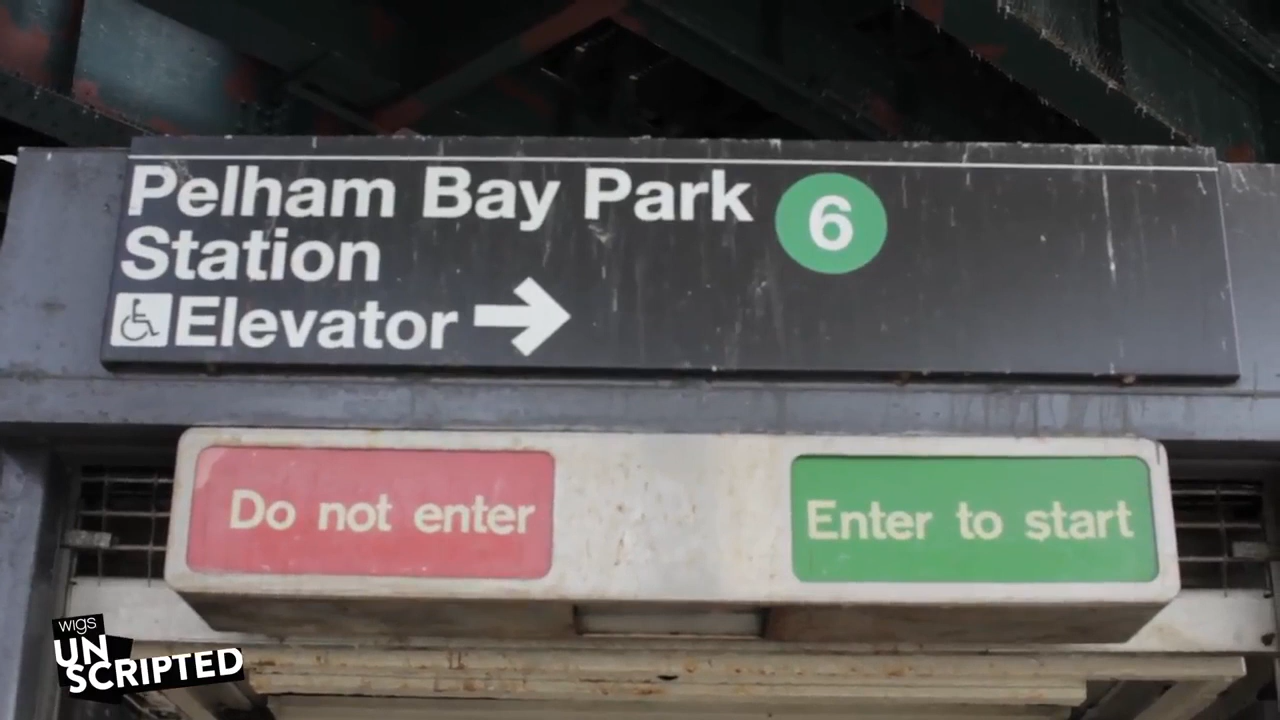 Pelham Bay Park 6
Station
Elevator
Do not enter
Enter to start
wigs
UN
SCRIPTED